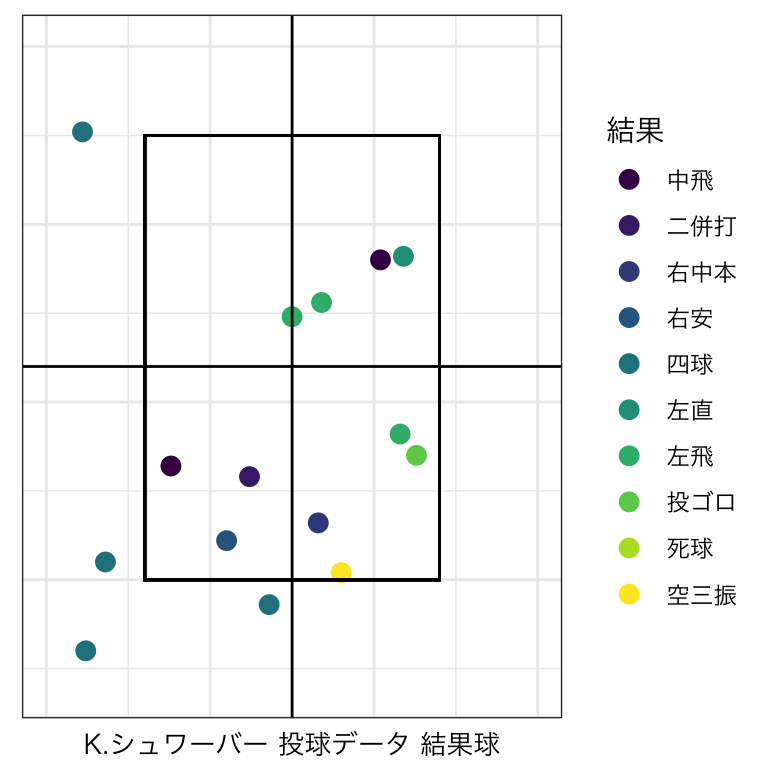 結果
中飛
二併打
右中本
右安
四球
左直
左飛
投ゴロ
死球
空三振
K.シュワーバー 投球データ 結果球